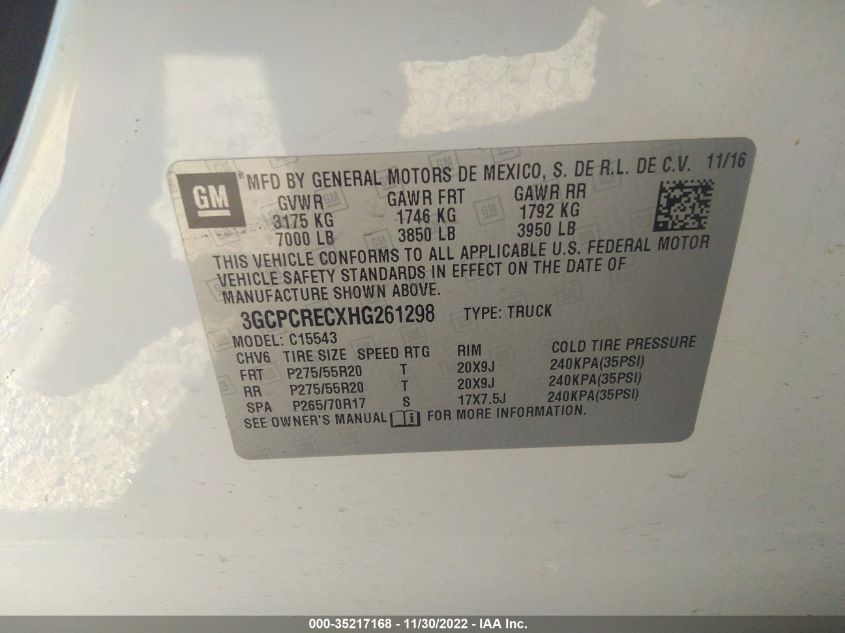 GM
® MFD BY GENERAL MOTORS DE MEXICO, S. DE R.L. DE C.V. 11/16
GVWR GAWR FRT GAWR RR
3175 KG 1746 KG 1792 KG
7000 LB 3850 LB 3950 LB
THIS VEHICLE CONFORMS TO ALL APPLICABLE U.S. FEDERAL MOTOR
VEHICLE SAFETY STANDARDS IN EFFECT ON THE DATE OF
MANUFACTURE SHOWN ABOVE.
3GCPCRECXHG261298 TYPE: TRUCK
MODEL: C15543
CHV6 TIRE SIZE SPEED RTG RIM COLD TIRE PRESSURE
FRT P275/55R20 T 20X9J 240KPA(35PSI)
RR P275/55R20 T 20X9J 240KPA(35PSI)
SPA P265/70R17 S 17X7.5J 240KPA(35PSI)
SEE OWNER'S MANUAL i FOR MORE INFORMATION.
000-35217168 - 11/30/2022 - IAA Inc.